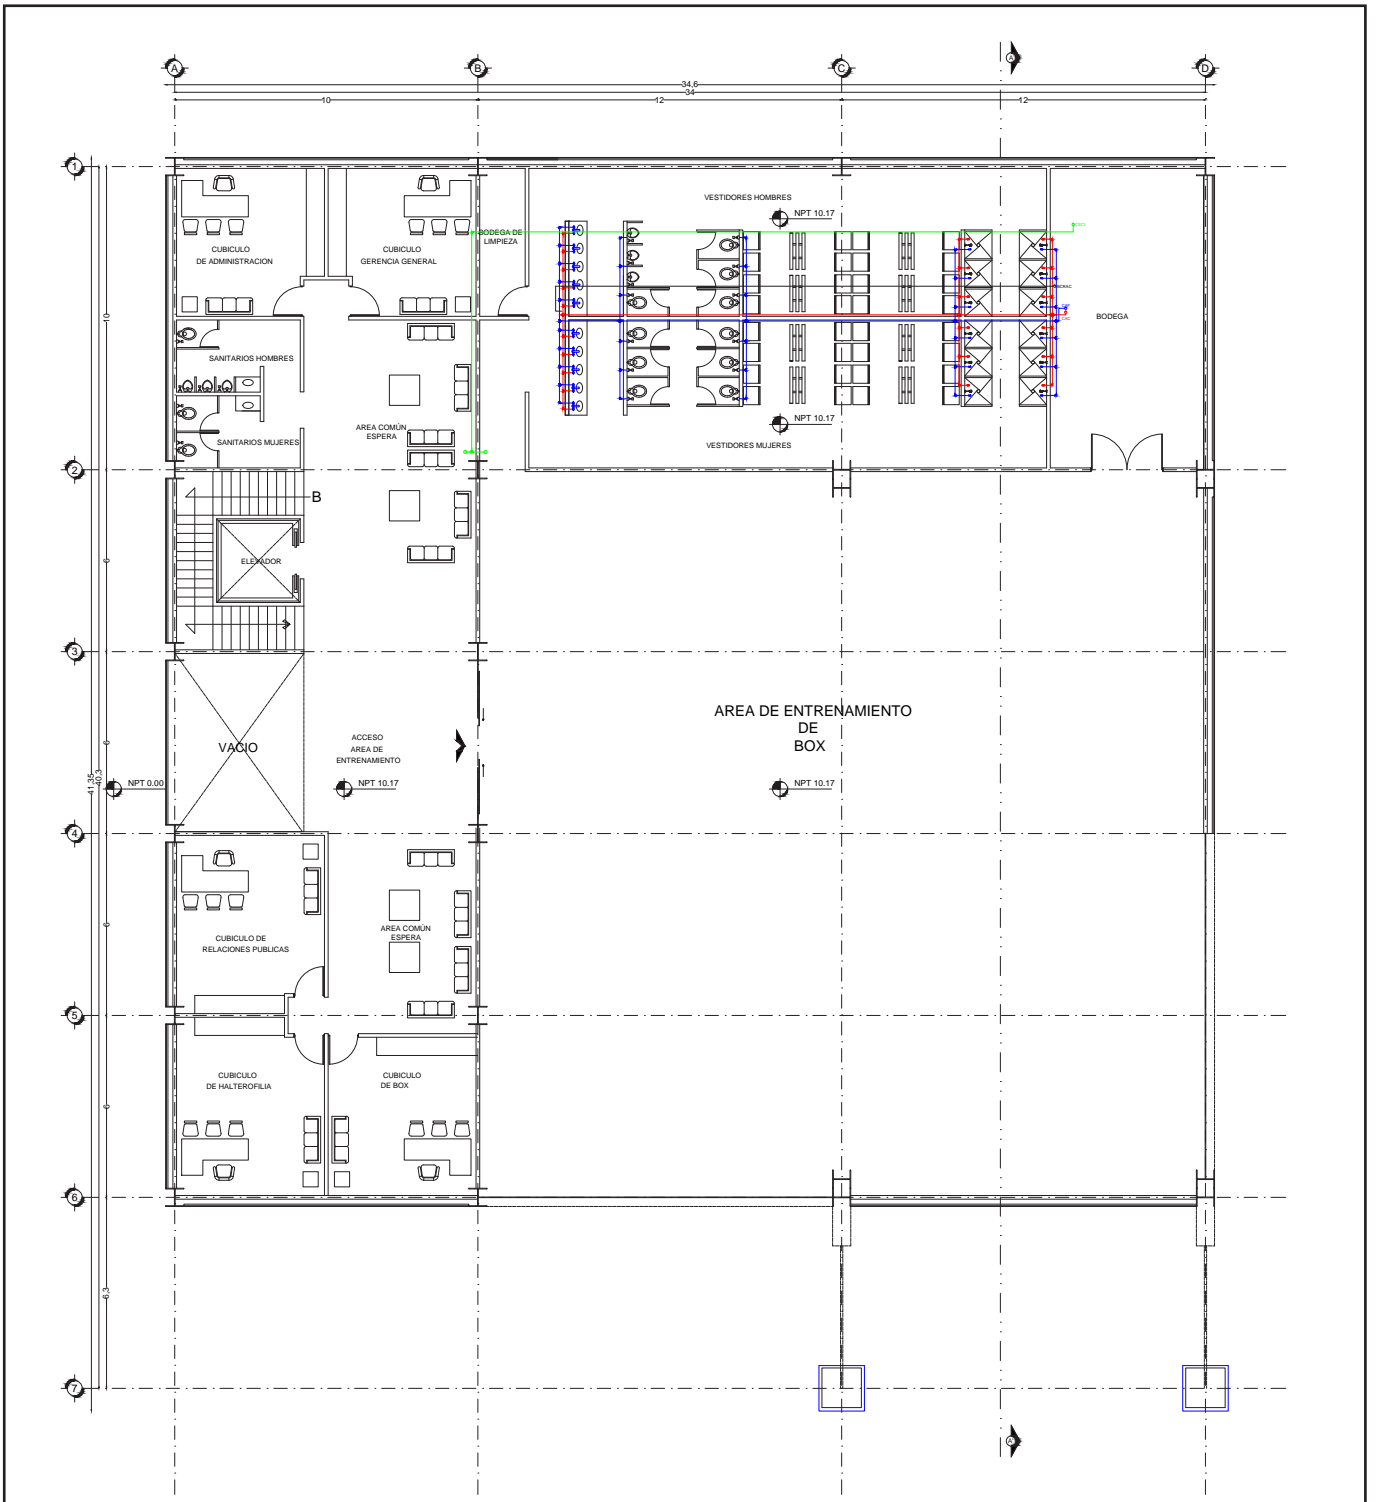 A
B
C
D
A
34,6
34
10
12
12
1
VESTIDORES HOMBRES
NPT 10.17
BODEGA DE
LIMPIEZA
CUBICULO
DE ADMINISTRACION
CUBICULO
GERENCIA GENERAL
10
BODEGA
SANITARIOS HOMBRES
AREA COMÚN
ESPERA
SANITARIOS MUJERES
NPT 10.17
VESTIDORES MUJERES
2
B
ELEVADOR
6
3
AREA DE ENTRENAMIENTO
DE
BOX
VACIO
ACCESO
AREA DE
ENTRENAMIENTO
6
41,35
40,3
NPT 0.00
NPT 10.17
NPT 10.17
4
6
CUBICULO DE
RELACIONES PUBLICAS
AREA COMÚN
ESPERA
5
CUBICULO
DE HALTEROFILIA
CUBICULO
DE BOX
6
6
6,3
7
A'